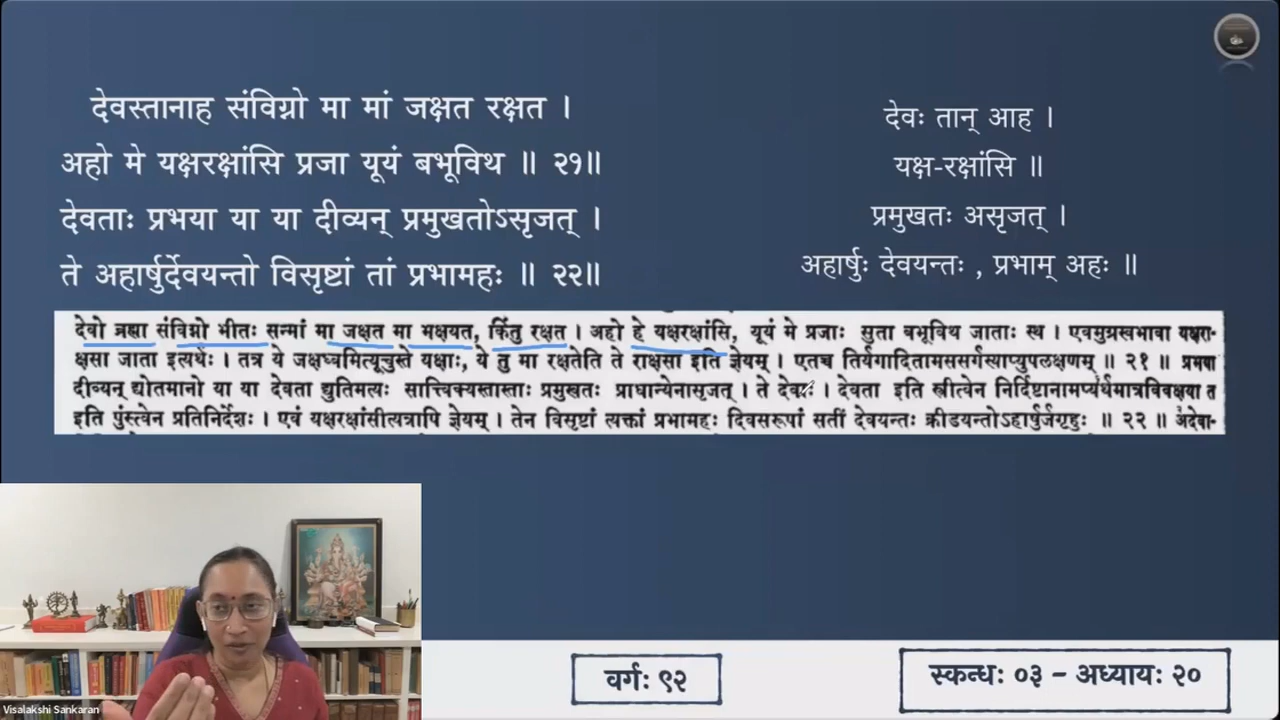 देवस्तानाह संविग्नो मा मां जक्षत रक्षत ।
अहो मे यक्षरक्षांसि प्रजा यूयं बभूविथ ॥ २१॥
देवताः प्रभया या या दीव्यन् प्रमुखतोऽसृजत् ।
ते अहार्षुर्देवयन्तो विसृष्टां तां प्रभामहः ॥ २२॥
देवः तान् आह ।
यक्ष-रक्षांसि ॥
प्रमुखतः असृजत् ।
अहार्षुः देवयन्तः , प्रभाम् अहः ॥
देवो ब्रह्मा संविग्नो भीतः सन्मां मा जक्षत मा भक्षयत, किंतु रक्षत । अहो हे यक्षरक्षांसि, यूयं मे प्रजाः सुता बभूविथ जाताः स्थ । एवमुप्रस्वभावा यक्षरा-
क्षसा जाता इत्यर्थः । तत्र ये जक्षध्वमित्यूचुस्ते यक्षाः, ये तु मा रक्षतेति ते राक्षसा इति ज्ञेयम् । एतच्च तिर्यगादितामससर्गस्याप्युपलक्षणम् ॥ २१ ॥ प्रभया
दीव्यन् द्योतमानो या या देवता द्युतिमत्यः सात्त्विक्यस्तास्ताः प्रमुखतः प्राधान्येनासृजत् । ते देवाः । देवता इति स्त्रीत्वेन निर्दिष्टानामप्यर्थमात्रविवक्षया त
इति पुंस्त्वेन प्रतिनिर्देशः । एवं यक्षरक्षांसीत्यत्रापि ज्ञेयम् । तेन विसृष्टां त्यक्तां प्रभामहः दिवसरूपां सतीं देवयन्तः क्रीडयन्तोऽहार्षुर्जगृहुः ॥ २२ ॥ अदेवा-
Visalakshi Sankaran
वर्गः ९२
स्कन्धः ०३ – अध्यायः २०